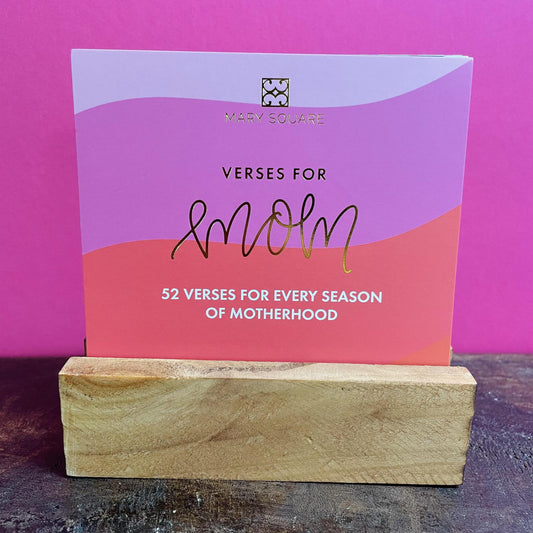 MARY SQUARE
VERSES FOR
mom
52 VERSES FOR EVERY SEASON
OF MOTHERHOOD